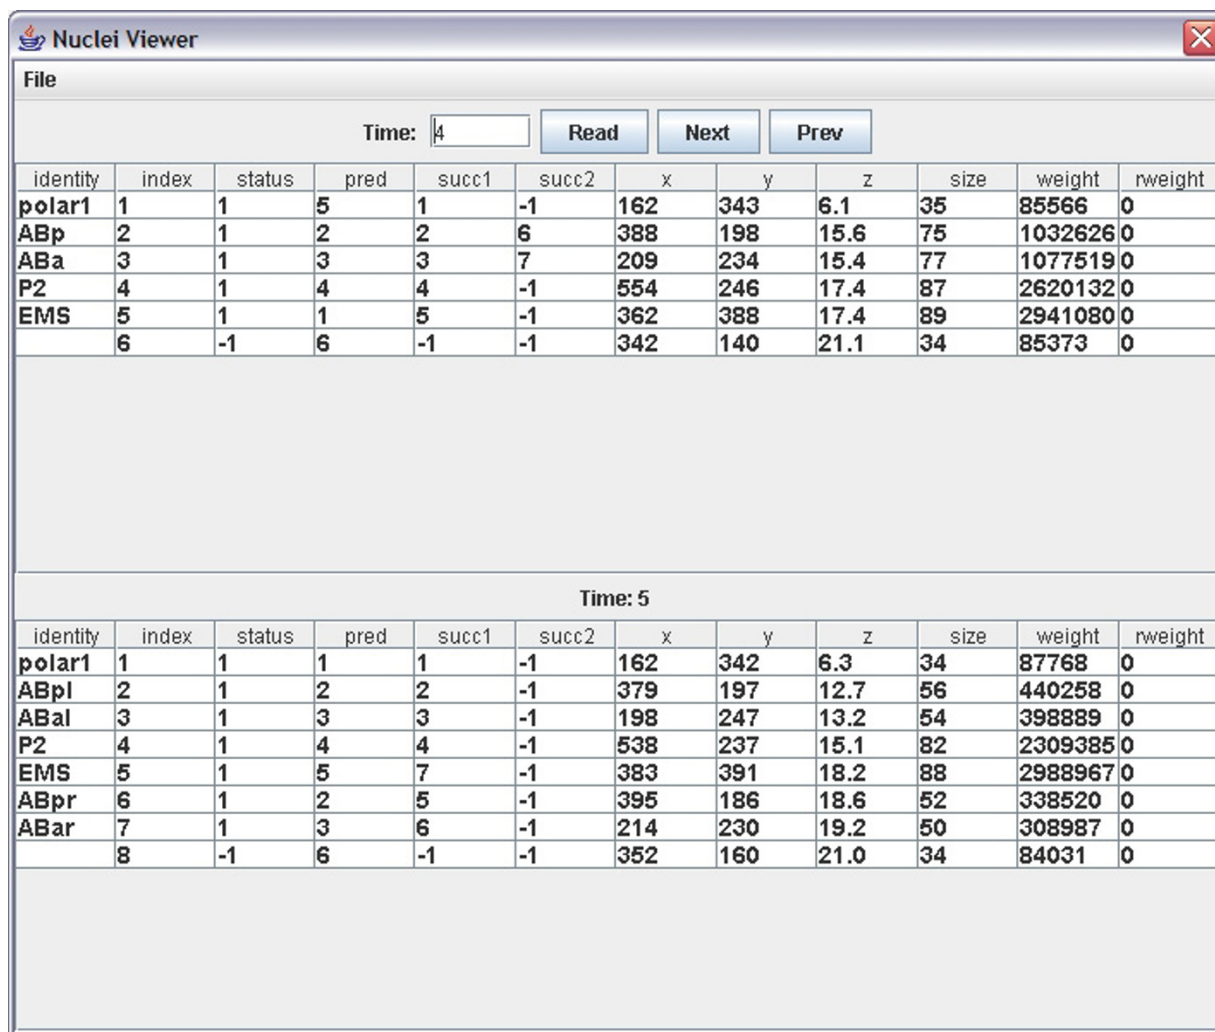 Nuclei Viewer
File
Time: 4 Read Next Prev
identity index status pred succ1 succ2 x y z size weight rweight
polar1 1 1 5 1 -1 162 343 6.1 35 85566 0
ABp 2 1 2 2 6 388 198 15.6 75 1032626 0
ABa 3 1 3 3 7 209 234 15.4 77 1077519 0
P2 4 1 4 4 -1 554 246 17.4 87 2620132 0
EMS 5 1 1 5 -1 362 388 17.4 89 2941080 0
6 -1 6 -1 -1 342 140 21.1 34 85373 0
Time: 5
identity index status pred succ1 succ2 x y z size weight rweight
polar1 1 1 1 1 -1 162 342 6.3 34 87768 0
ABpl 2 1 2 2 -1 379 197 12.7 56 440258 0
ABal 3 1 3 3 -1 198 247 13.2 54 398889 0
P2 4 1 4 4 -1 538 237 15.1 82 2309385 0
EMS 5 1 5 7 -1 383 391 18.2 88 2988967 0
ABpr 6 1 2 5 -1 395 186 18.6 52 338520 0
ABar 7 1 3 6 -1 214 230 19.2 50 308987 0
8 -1 6 -1 -1 352 160 21.0 34 84031 0